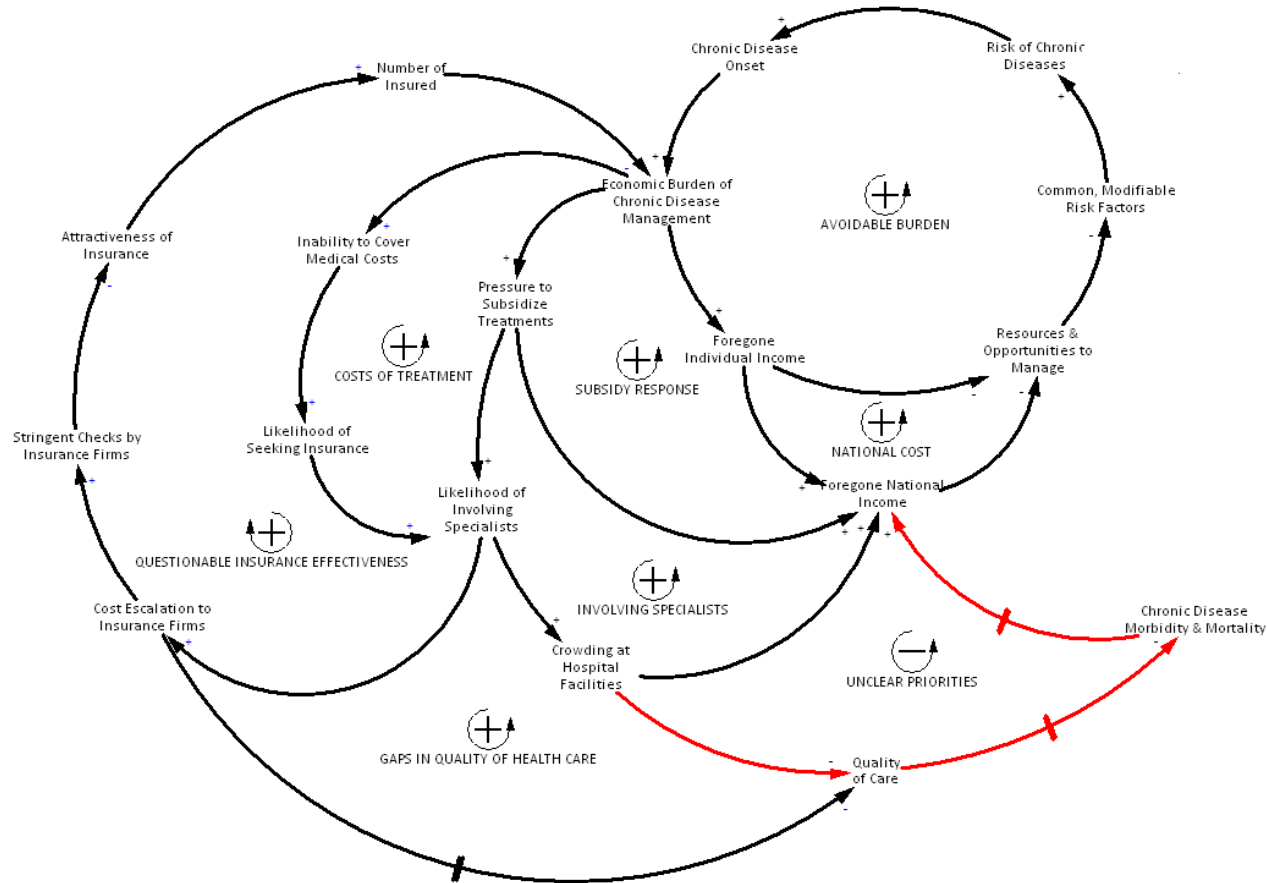 Chronic Disease
Onset
Risk of Chronic
Diseases
Number of
Insured
Economic Burden of
Chronic Disease
Management
Common, Modifiable
Risk Factors
AVOIDABLE BURDEN
Attractiveness of
Insurance
Inability to Cover
Medical Costs
Pressure to
Subsidize
Treatments
Foregone
Individual Income
Resources &
Opportunities to
Manage
COSTS OF TREATMENT
SUBSIDY RESPONSE
Stringent Checks by
Insurance Firms
Likelihood of
Seeking Insurance
NATIONAL COST
Likelihood of
Involving
Specialists
Foregone National
Income
QUESTIONABLE INSURANCE EFFECTIVENESS
INVOLVING SPECIALISTS
Cost Escalation to
Insurance Firms
Chronic Disease
Morbidity & Mortality
Crowding at
Hospital
Facilities
UNCLEAR PRIORITIES
GAPS IN QUALITY OF HEALTH CARE
Quality
of Care